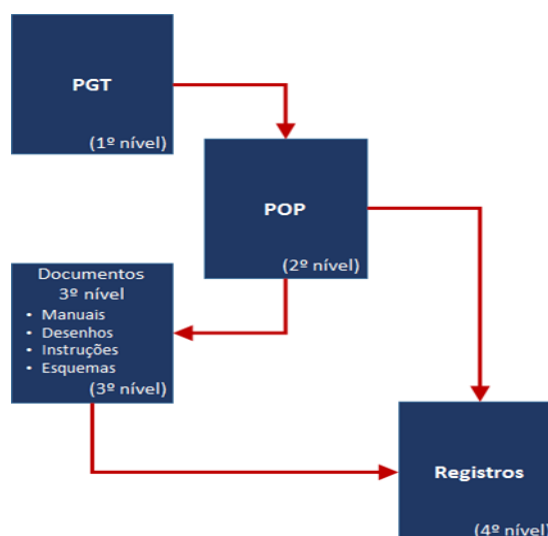 PGT
(1º nível)
POP
(2º nível)
Documentos
3º nível
• Manuais
• Desenhos
• Instruções
• Esquemas
(3º nível)
Registros
(4º nível)